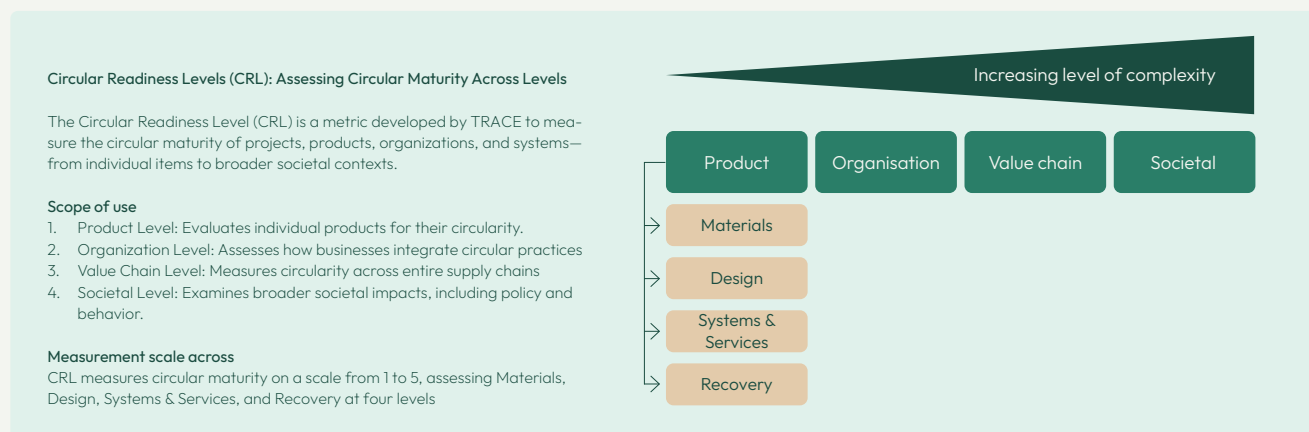 Circular Readiness Levels (CRL): Assessing Circular Maturity Across Levels
The Circular Readiness Level (CRL) is a metric developed by TRACE to mea-
sure the circular maturity of projects, products, organizations, and systems—
from individual items to broader societal contexts.
Scope of use
1. Product Level: Evaluates individual products for their circularity.
2. Organization Level: Assesses how businesses integrate circular practices
3. Value Chain Level: Measures circularity across entire supply chains
4. Societal Level: Examines broader societal impacts, including policy and
behavior.
Measurement scale across
CRL measures circular maturity on a scale from 1 to 5, assessing Materials,
Design, Systems & Services, and Recovery at four levels
Increasing level of complexity
Product
Organisation
Value chain
Societal
Materials
Design
Systems &
Services
Recovery